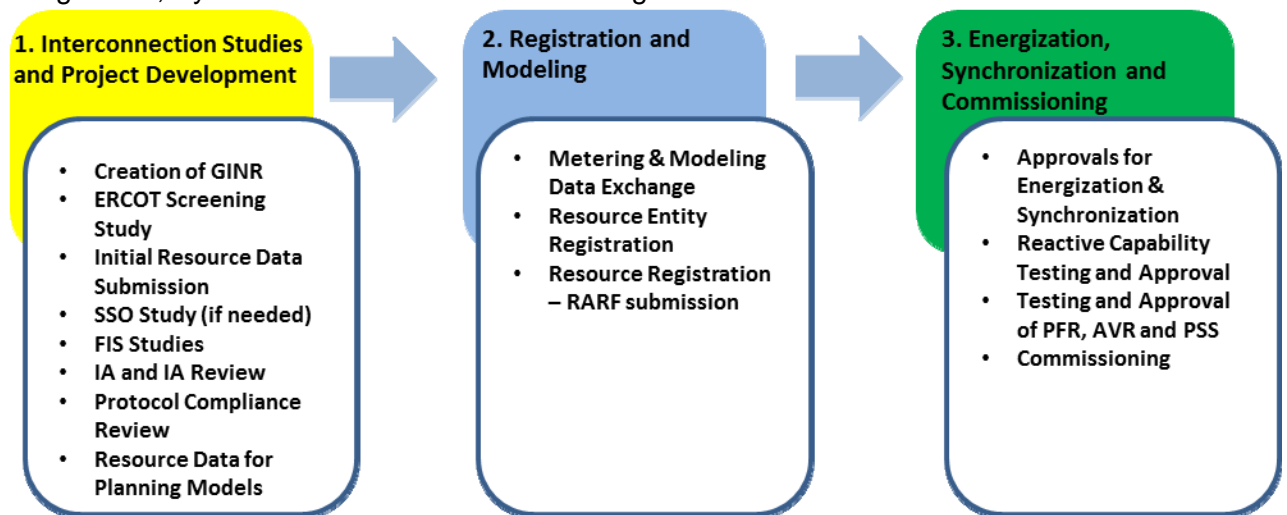 1. Interconnection Studies
and Project Development
• Creation of GINR
• ERCOT Screening
Study
• Initial Resource Data
Submission
• SSO Study (if needed)
• FIS Studies
• IA and IA Review
• Protocol Compliance
Review
• Resource Data for
Planning Models
2. Registration and
Modeling
• Metering & Modeling
Data Exchange
• Resource Entity
Registration
• Resource Registration
– RARF submission
3. Energization,
Synchronization and
Commissioning
• Approvals for
Energization &
Synchronization
• Reactive Capability
Testing and Approval
• Testing and Approval
of PFR, AVR and PSS
• Commissioning